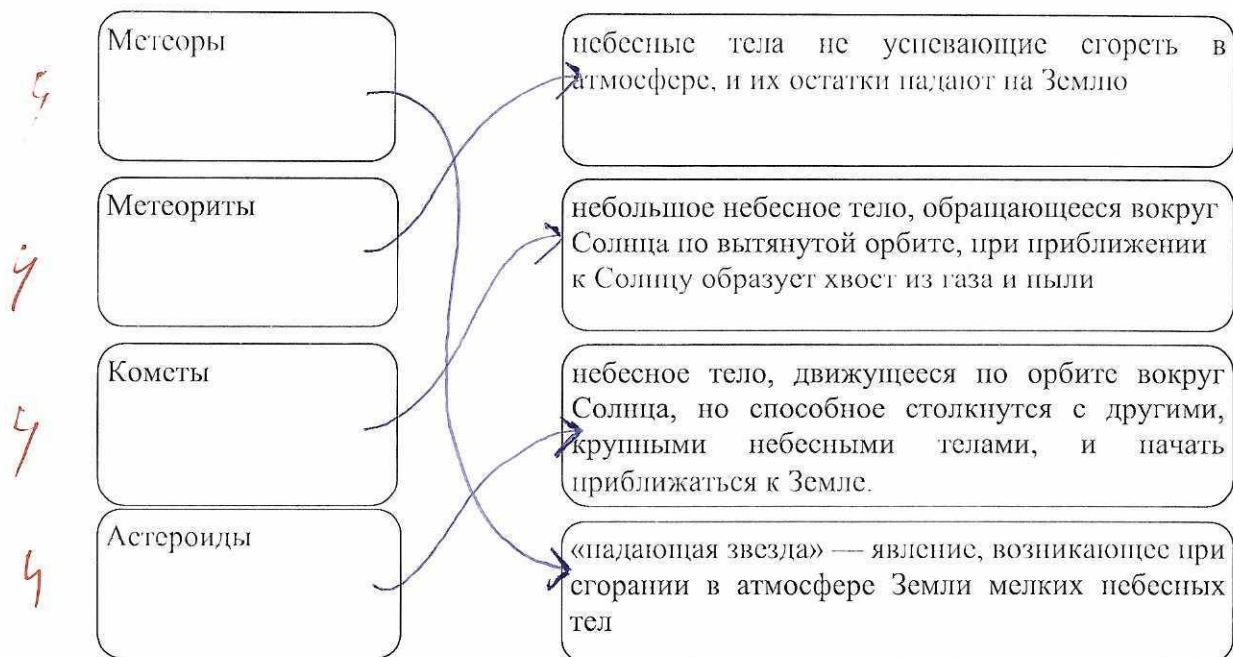 Метеоры
небесные тела не успевающие сгореть в
атмосфере, и их остатки падают на Землю
Метеориты
небольшое небесное тело, обращающееся вокруг
Солнца по вытянутой орбите, при приближении
к Солнцу образует хвост из газа и пыли
Кометы
небесное тело, движущееся по орбите вокруг
Солнца, но способное столкнутся с другими,
крупными небесными телами, и начать
приближаться к Земле.
Астероиды
«падающая звезда» — явление, возникающее при
сгорании в атмосфере Земли мелких небесных
тел